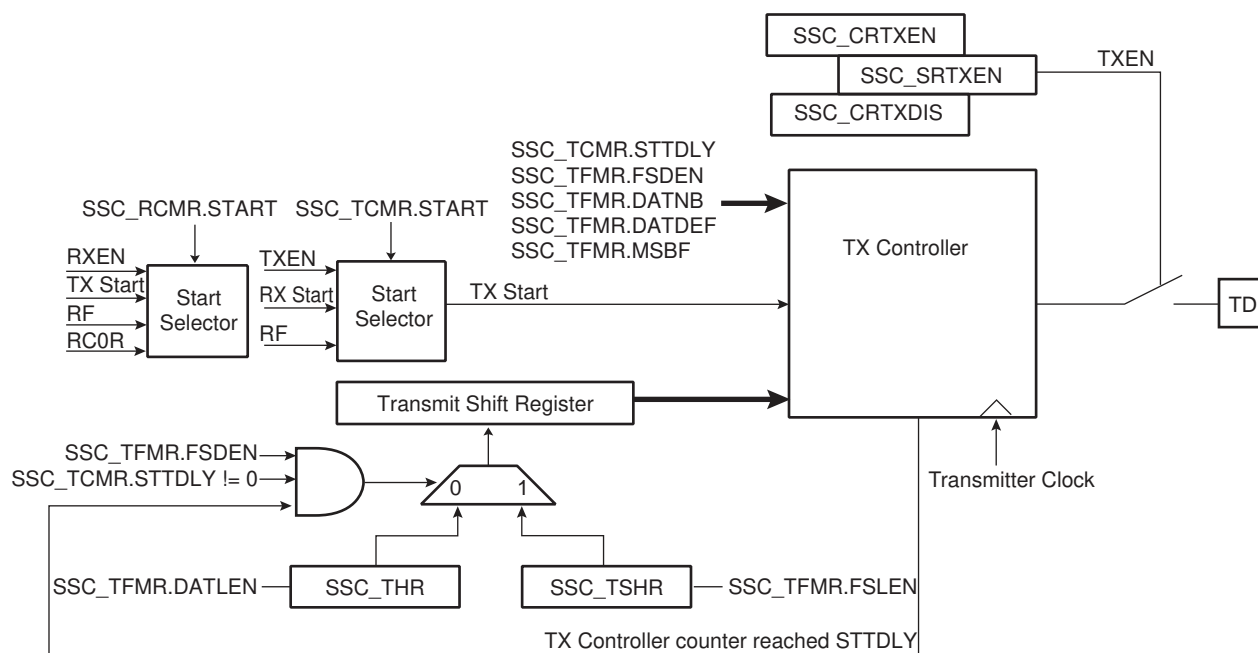 SSC_CRTXEN
SSC_SRTXEN
TXEN
SSC_CRTXDIS
SSC_TCMR.STTDLY
SSC_TFMR.FSDEN
SSC_TFMR.DATNB
SSC_TFMR.DATDEF
SSC_TFMR.MSBF
SSC_RCMR.START
SSC_TCMR.START
TX Controller
RXEN
TX Start
RF
RC0R
Start
Selector
TXEN
RX Start
RF
Start
Selector
TX Start
TD
Transmit Shift Register
SSC_TFMR.FSDEN
SSC_TCMR.STTDLY != 0
0
1
Transmitter Clock
SSC_TFMR.DATLEN
SSC_THR
SSC_TSHR
SSC_TFMR.FSLEN
TX Controller counter reached STTDLY